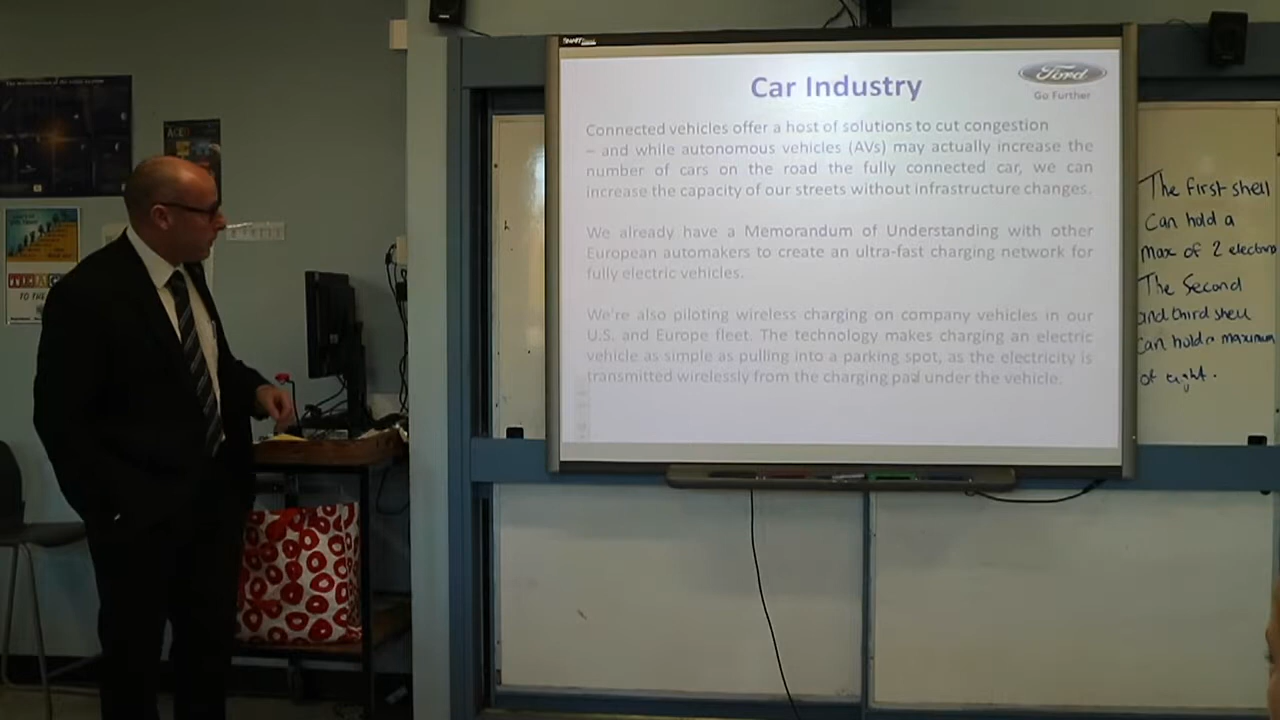 SMART
Car Industry
Ford
Go Further
Connected vehicles offer a host of solutions to cut congestion
– and while autonomous vehicles (AVs) may actually increase the
number of cars on the road the fully connected car, we can
increase the capacity of our streets without infrastructure changes.
We already have a Memorandum of Understanding with other
European automakers to create an ultra-fast charging network for
fully electric vehicles.
We're also piloting wireless charging on company vehicles in our
U.S. and Europe fleet. The technology makes charging an electric
vehicle as simple as pulling into a parking spot, as the electricity is
transmitted wirelessly from the charging pad under the vehicle.
The first shell
Can hold a
Max of 2 electrons
The Second
and third shell
Can hold a maximum
of eight.